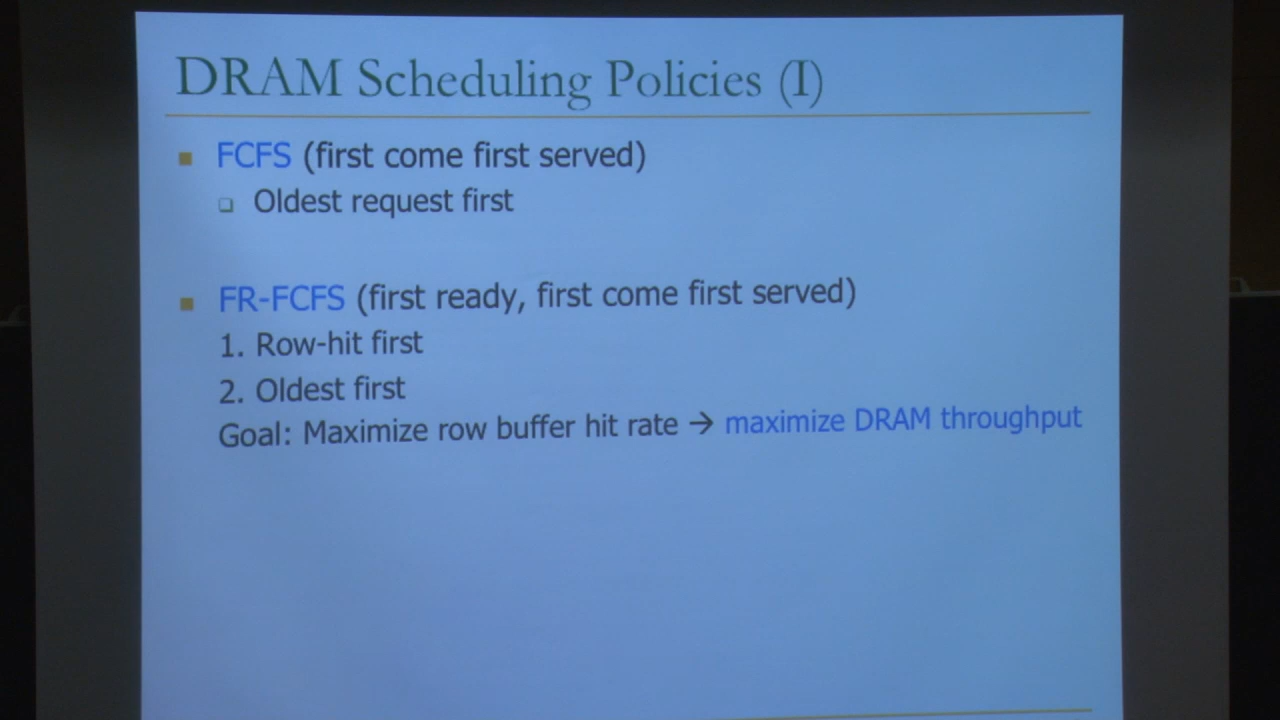 DRAM Scheduling Policies (I)
FCFS (first come first served)
Oldest request first
FR-FCFS (first ready, first come first served)
1. Row-hit first
2. Oldest first
Goal: Maximize row buffer hit rate → maximize DRAM throughput